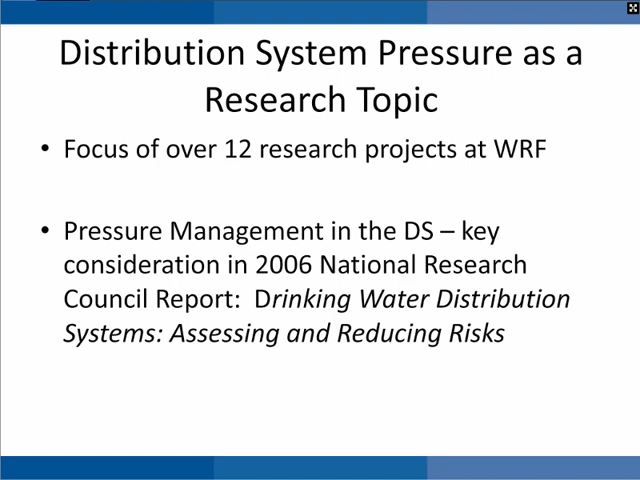 Distribution System Pressure as a
Research Topic
• Focus of over 12 research projects at WRF
• Pressure Management in the DS – key
consideration in 2006 National Research
Council Report:  Drinking Water Distribution
Systems: Assessing and Reducing Risks